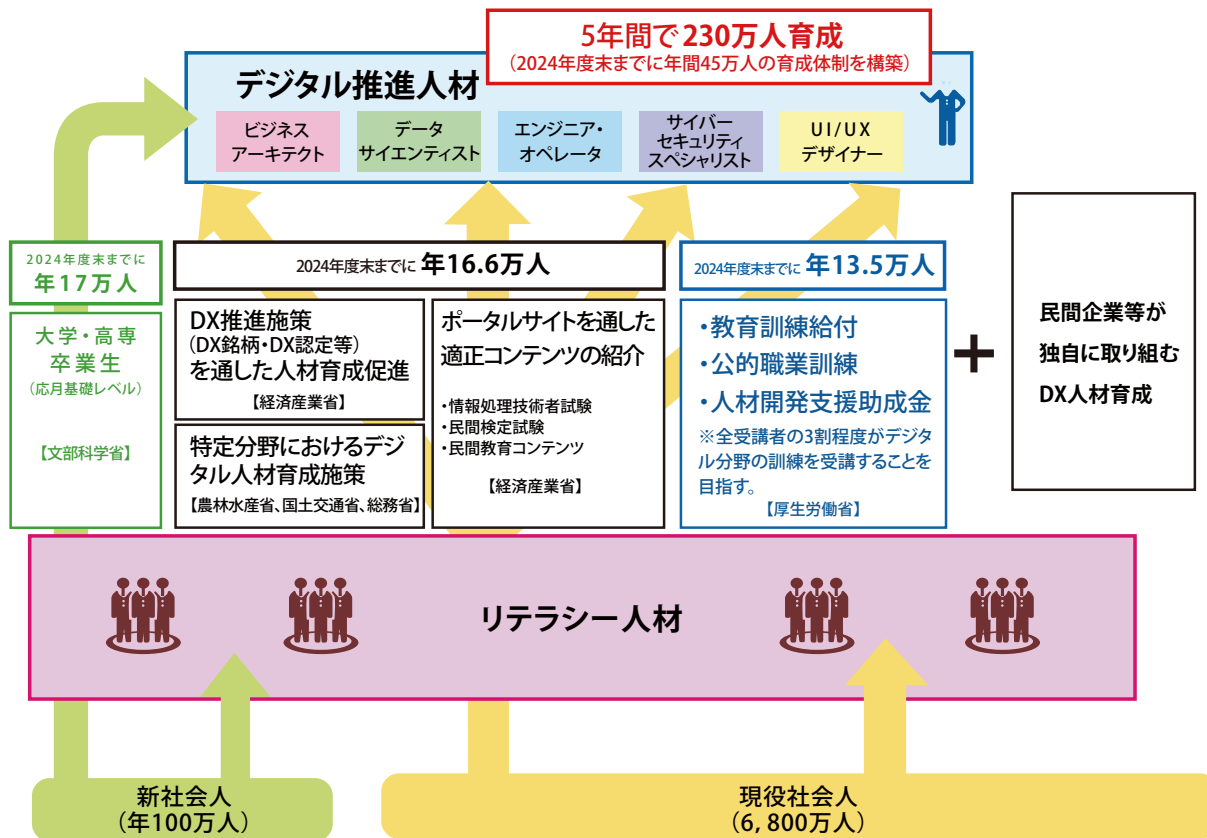 5年間で230万人育成
（2024年度末までに年間45万人の育成体制を構築）
デジタル推進人材
ビジネス
アーキテクト
データ
サイエンティスト
エンジニア・
オペレータ
サイバー
セキュリティ
スペシャリスト
UI/UX
デザイナー
2024年度末までに
年17万人
大学・高専
卒業生
（応月基礎レベル）
【文部科学省】
2024年度末までに 年16.6万人
DX推進施策
（DX銘柄・DX認定等）
を通した人材育成促進
【経済産業省】
特定分野におけるデジ
タル人材育成施策
【農林水産省、国土交通省、総務省】
ポータルサイトを通した
適正コンテンツの紹介
・情報処理技術者試験
・民間検定試験
・民間教育コンテンツ
【経済産業省】
2024年度末までに 年13.5万人
・教育訓練給付
・公的職業訓練
・人材開発支援助成金
※全受講者の3割程度がデジタ
ル分野の訓練を受講することを
目指す。
【厚生労働省】
+
民間企業等が
独自に取り組む
DX人材育成
リテラシー人材
新社会人
（年100万人）
現役社会人
（6,800万人）